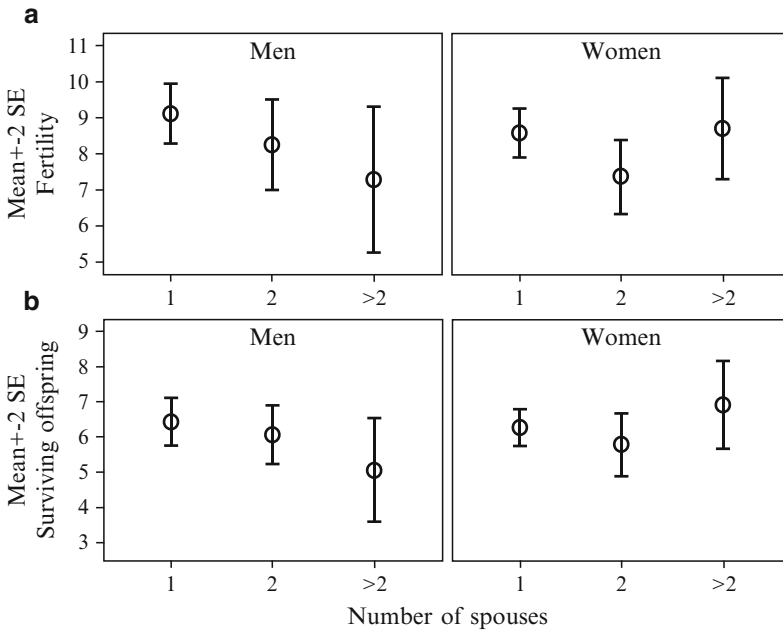 a
Men
Women
Mean+-2 SE
Fertility
11
10
9
8
7
6
5
1
2
>2
1
2
>2
b
Men
Women
Mean+-2 SE
Surviving offspring
9
8
7
6
5
4
3
1
2
>2
1
2
>2
Number of spouses